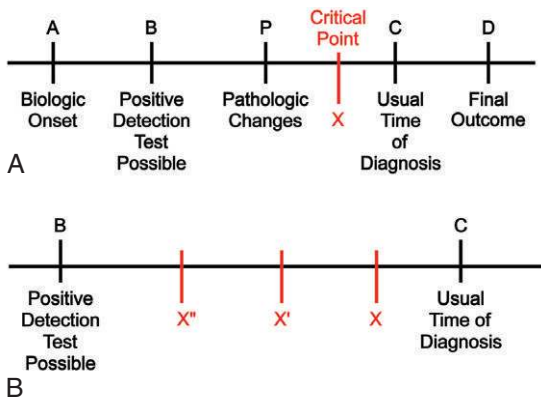 A
B
P
Critical
Point
C
D
Biologic
Onset
Positive
Detection
Test
Possible
Pathologic
Changes
X
Usual
Time
of
Diagnosis
Final
Outcome
A
B
C
Positive
Detection
Test
Possible
X"
X'
X
Usual
Time of
Diagnosis
B